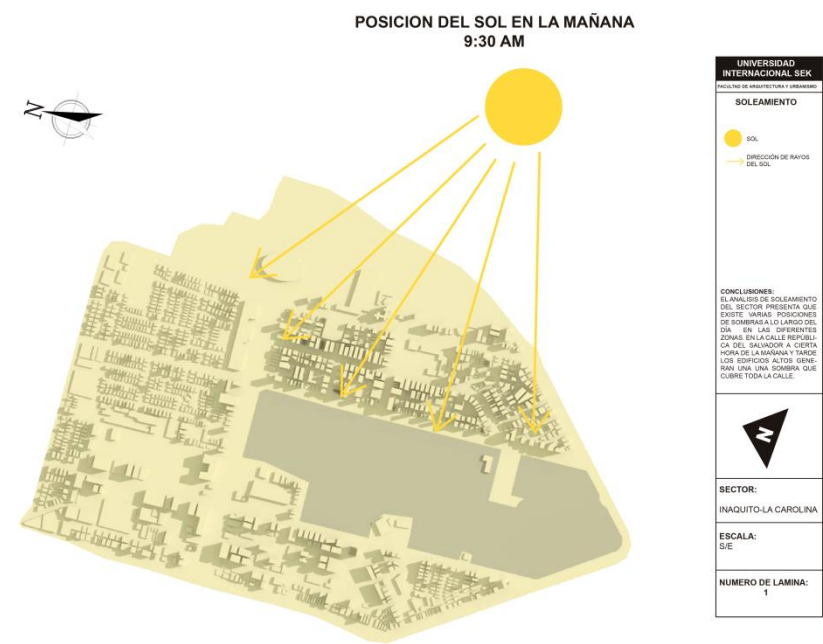 POSICION DEL SOL EN LA MAÑANA
9:30 AM
N
UNIVERSIDAD
INTERNACIONAL SEK
FACULTAD DE ARQUITECTURA Y URBANISMO
SOLEAMIENTO
SOL
DIRECCIÓN DE RAYOS
DEL SOL
CONCLUSIONES:
EL ANALISIS DE SOLEAMIENTO
DEL SECTOR PRESENTA QUE
EXISTE VARIAS POSICIONES
DE SOMBRAS A LO LARGO DEL
DÍA EN LAS DIFERENTES
ZONAS. EN LA CALLE REPÚBLI-
CA DEL SALVADOR A CIERTA
HORA DE LA MAÑANA Y TARDE
LOS EDIFICIOS ALTOS GENE-
RAN UNA UNA SOMBRA QUE
CUBRE TODA LA CALLE.
N
SECTOR:
INAQUITO-LA CAROLINA
ESCALA:
S/E
NUMERO DE LAMINA:
1